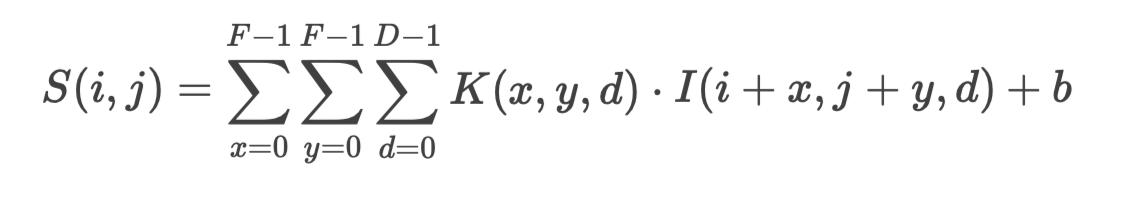 S(i, j) = \sum_{x=0}^{F-1} \sum_{y=0}^{F-1} \sum_{d=0}^{D-1} K(x, y, d) \cdot I(i + x, j + y, d) + b